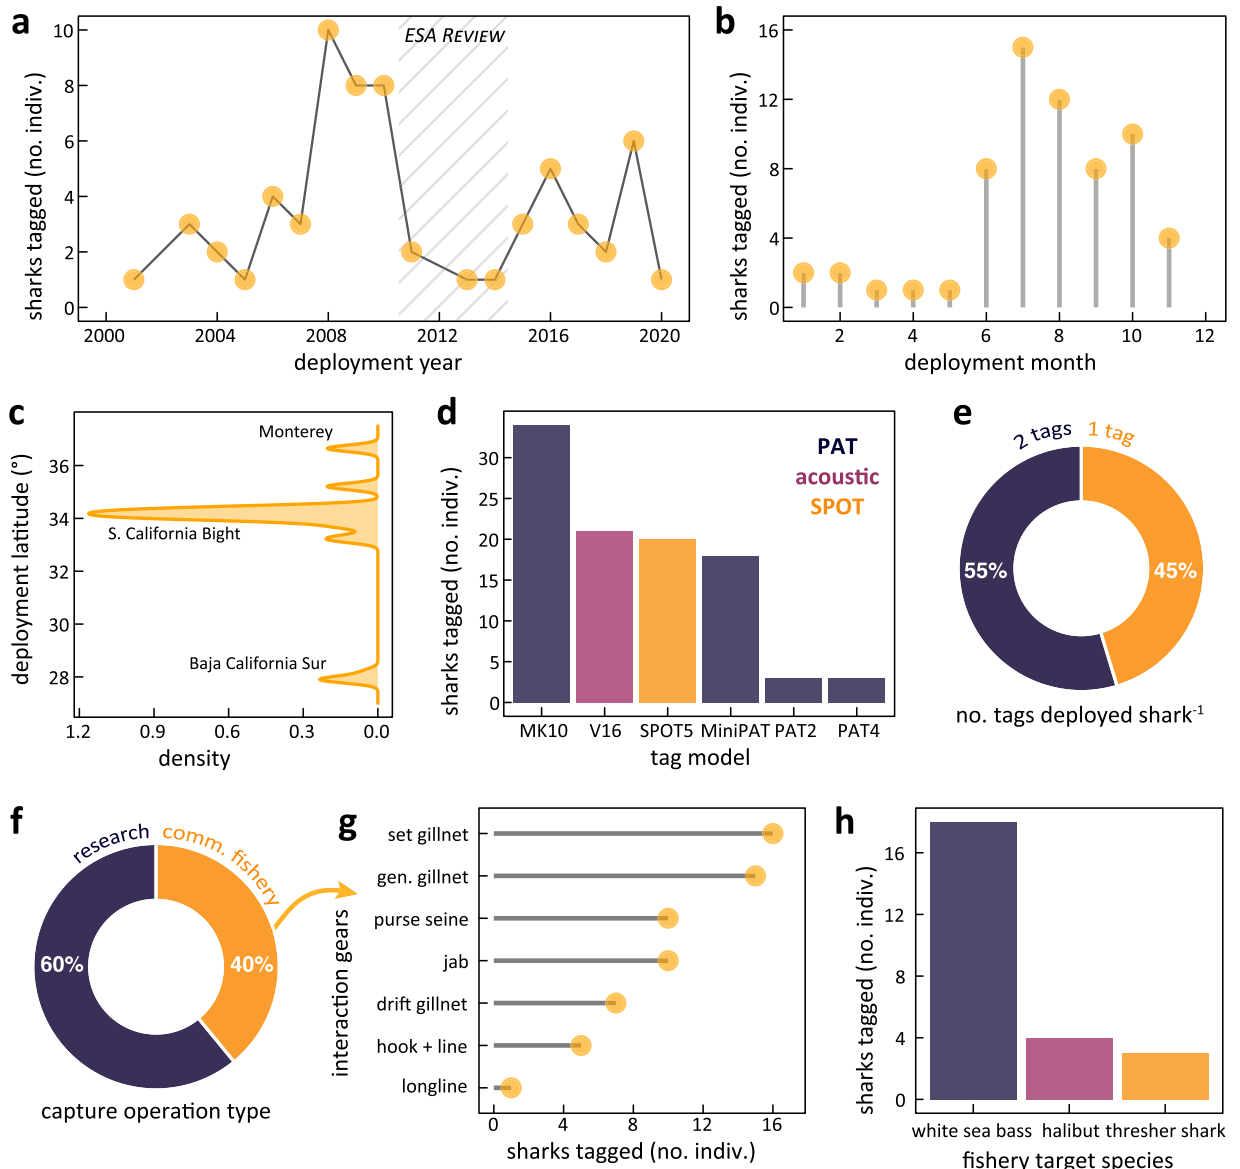 a
10
8
6
4
2
0
sharks tagged (no. indiv.)
ESA REVIEW
2000 2004 2008 2012 2016 2020
deployment year
b
16
12
8
4
0
sharks tagged (no. indiv.)
2 4 6 8 10 12
deployment month
c
36
34
32
30
28
deployment latitude (°)
Monterey
S. California Bight
Baja California Sur
1.2 0.9 0.6 0.3 0.0
density
d
30
25
20
15
10
5
0
sharks tagged (no. indiv.)
PAT
acoustic
SPOT
MK10 V16 SPOT5 MiniPAT PAT2 PAT4
tag model
e
2 tags 1 tag
55% 45%
no. tags deployed shark-1
f
research comm. fishery
60% 40%
capture operation type
g
interaction gears
set gillnet
gen. gillnet
purse seine
jab
drift gillnet
hook + line
longline
0 4 8 12 16
sharks tagged (no. indiv.)
h
16
12
8
4
0
sharks tagged (no. indiv.)
white sea bass halibut thresher shark
fishery target species